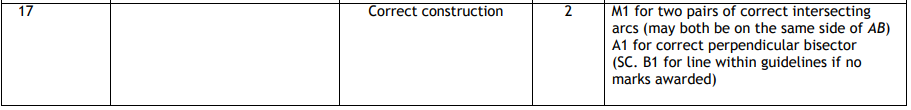 17 Correct construction 2 M1 for two pairs of correct intersecting
arcs (may both be on the same side of AB)
A1 for correct perpendicular bisector
(SC. B1 for line within guidelines if no
marks awarded)